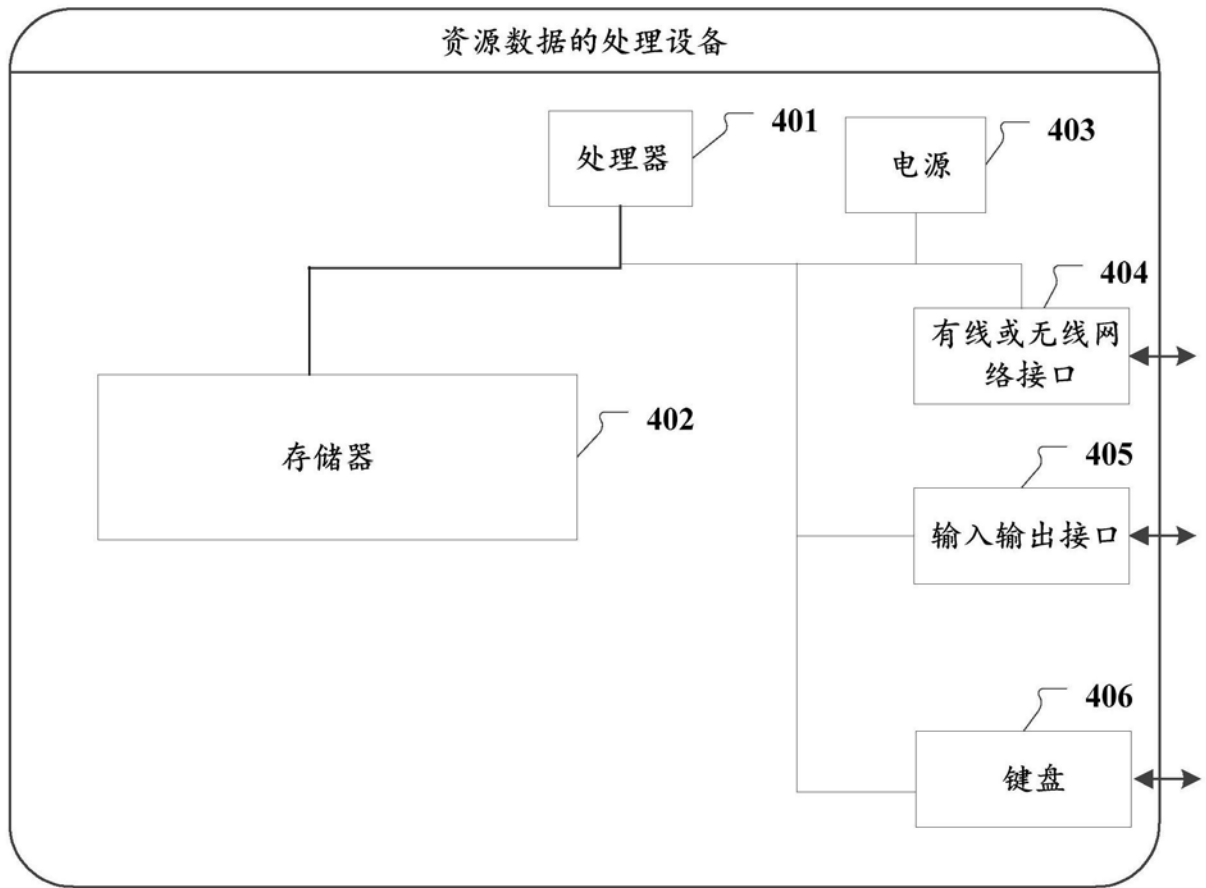 资源数据的处理设备
处理器
401
电源
403
404
有线或无线网
络接口
402
存储器
405
输入输出接口
406
键盘